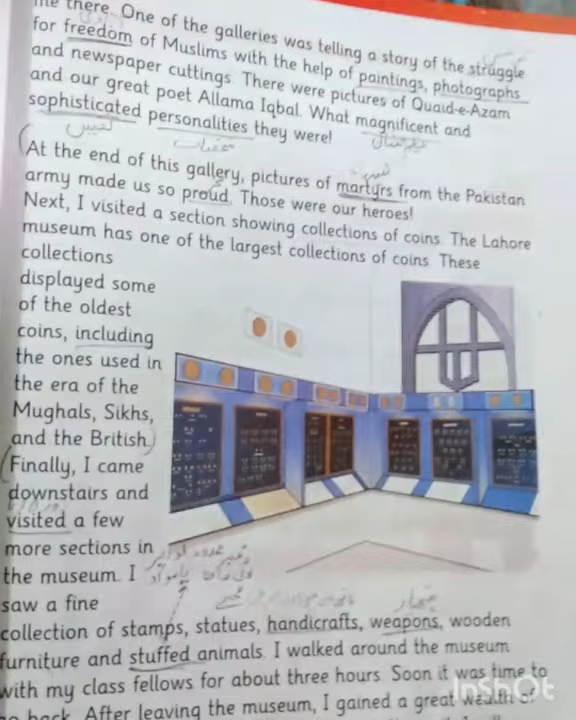 me there. One of the galleries was telling a story of the struggle
for freedom of Muslims with the help of paintings, photographs
and newspaper cuttings. There were pictures of Quaid-e-Azam
and our great poet Allama Iqbal. What magnificent and
sophisticated personalities they were!
(At the end of this gallery, pictures of martyrs from the Pakistan
army made us so proud. Those were our heroes!
Next, I visited a section showing collections of coins. The Lahore
museum has one of the largest collections of coins. These
collections
displayed some
of the oldest
coins, including
the ones used in
the era of the
Mughals, Sikhs,
and the British.)
(Finally, I came
downstairs and
visited a few
more sections in
the museum. I
saw a fine
collection of stamps, statues, handicrafts, weapons, wooden
furniture and stuffed animals. I walked around the museum
with my class fellows for about three hours. Soon it was time to
go back. After leaving the museum, I gained a great wealth of
InShOt